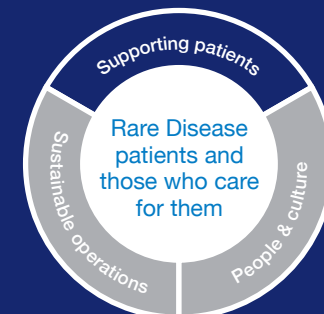 Supporting patients
Rare Disease
patients and
those who care
for them
Sustainable operations
People & culture